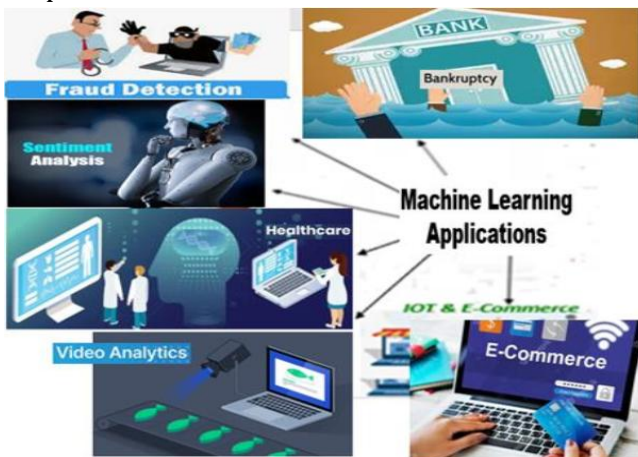 BANK
Bankruptcy
Fraud Detection
Sentiment
Analysis
Machine Learning
Applications
Healthcare
IOT & E-Commerce
E-Commerce
Video Analytics